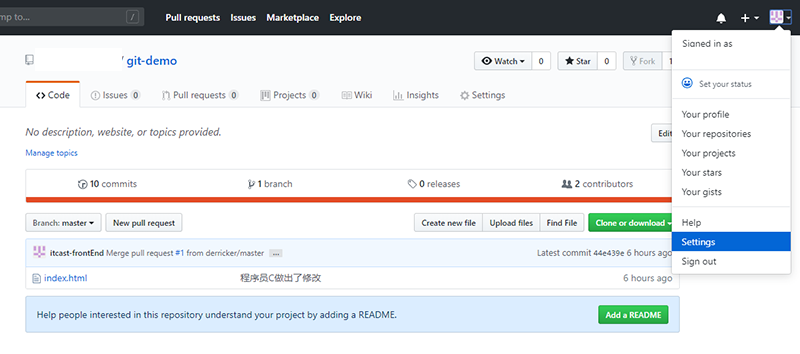 mp to... /
Pull requests Issues Marketplace Explore
/ git-demo
Watch 0 Star 0 Fork 1
Code Issues 0 Pull requests 0 Projects 0 Wiki Insights Settings
No description, website, or topics provided.
Edit
Manage topics
10 commits 1 branch 0 releases 2 contributors
Branch: master New pull request Create new file Upload files Find File Clone or download
itcast-frontEnd Merge pull request #1 from derricker/master ... Latest commit 44e439e 6 hours ago
index.html 程序员C做出了修改 6 hours ago
Help people interested in this repository understand your project by adding a README. Add a README
Signed in as
Set your status
Your profile
Your repositories
Your projects
Your stars
Your gists
Help
Settings
Sign out